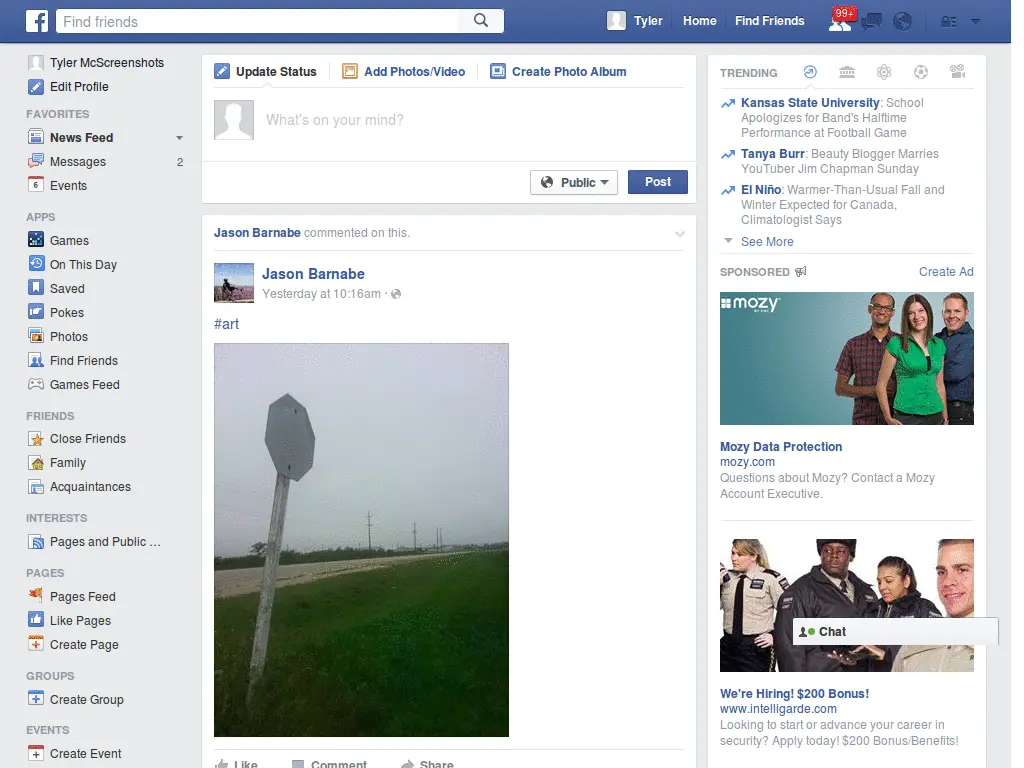 Find friends
Tyler
Home
Find Friends
99+
Tyler McScreenshots
Edit Profile
FAVORITES
News Feed
Messages 2
6
Events
APPS
Games
On This Day
Saved
Pokes
Photos
Find Friends
Games Feed
FRIENDS
Close Friends
Family
Acquaintances
INTERESTS
Pages and Public ...
PAGES
Pages Feed
Like Pages
Create Page
GROUPS
Create Group
EVENTS
Create Event
Update Status
Add Photos/Video
Create Photo Album
What's on your mind?
Public
Post
Jason Barnabe commented on this.
Jason Barnabe
Yesterday at 10:16am ·
#art
Like
Comment
Share
TRENDING
Kansas State University: School
Apologizes for Band's Halftime
Performance at Football Game
Tanya Burr: Beauty Blogger Marries
YouTuber Jim Chapman Sunday
El Niño: Warmer-Than-Usual Fall and
Winter Expected for Canada,
Climatologist Says
See More
SPONSORED
Create Ad
mozy
BY EMC
Mozy Data Protection
mozy.com
Questions about Mozy? Contact a Mozy
Account Executive.
Chat
We're Hiring! $200 Bonus!
www.intelligarde.com
Looking to start or advance your career in
security? Apply today! $200 Bonus/Benefits!